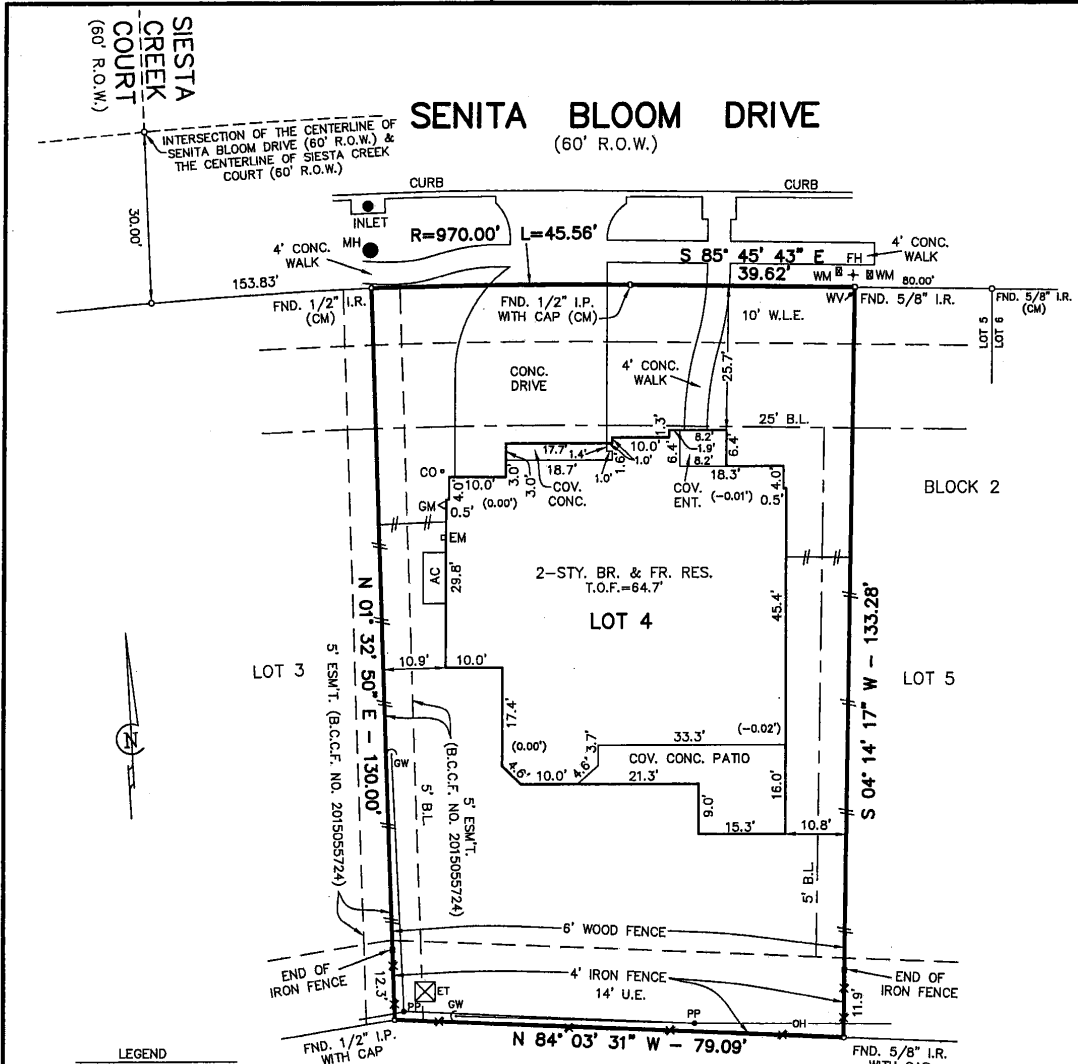 SIESTA
CREEK
COURT
(60' R.O.W.)
SENITA BLOOM DRIVE
(60' R.O.W.)
INTERSECTION OF THE CENTERLINE OF
SENITA BLOOM DRIVE (60' R.O.W.) &
THE CENTERLINE OF SIESTA CREEK
COURT (60' R.O.W.)
30.00'
CURB
CURB
INLET
MH
R=970.00'
L=45.56'
4' CONC.
WALK
S 85° 45' 43" E
39.62'
FH
4' CONC.
WALK
WM
WM
153.83'
80.00'
FND. 1/2" I.R.
(CM)
FND. 1/2" I.P.
WITH CAP (CM)
WV
FND. 5/8" I.R.
FND. 5/8" I.R.
(CM)
10' W.L.E.
LOT 5
LOT 6
CONC.
DRIVE
4' CONC.
WALK
25.7'
25' B.L.
1.3'
8.2'
1.9'
8.2'
6.4'
6.4'
17.7'
1.4'
10.0'
1.0'
1.6'
1.0'
18.7'
18.3'
CO
10.0'
3.0'
3.0'
4.0'
4.0'
COV.
CONC.
COV.
ENT.
(0.00')
(-0.01')
BLOCK 2
GM
0.5'
0.5'
EM
AC
29.8'
2-STY. BR. & FR. RES.
T.O.F.=64.7'
LOT 4
45.4'
N 01° 32' 50" E - 130.00'
S 04° 14' 17" W - 133.28'
LOT 3
10.9'
10.0'
LOT 5
5' ESM'T. (B.C.C.F. NO. 2015055724)
17.4'
N
(0.00')
3.7'
33.3'
(-0.02')
COV. CONC. PATIO
GW
4.6'
10.0'
4.6'
21.3'
16.0'
5' ESM'T.
(B.C.C.F. NO. 2015055724)
5' B.L.
9.0'
15.3'
10.8'
5' B.L.
6' WOOD FENCE
END OF
IRON FENCE
4' IRON FENCE
14' U.E.
END OF
IRON FENCE
12.3'
11.9'
ET
PP
GW
PP
OH
N 84° 03' 31" W - 79.09'
FND. 1/2" I.P.
WITH CAP
FND. 5/8" I.R.
WITH CAP
LEGEND